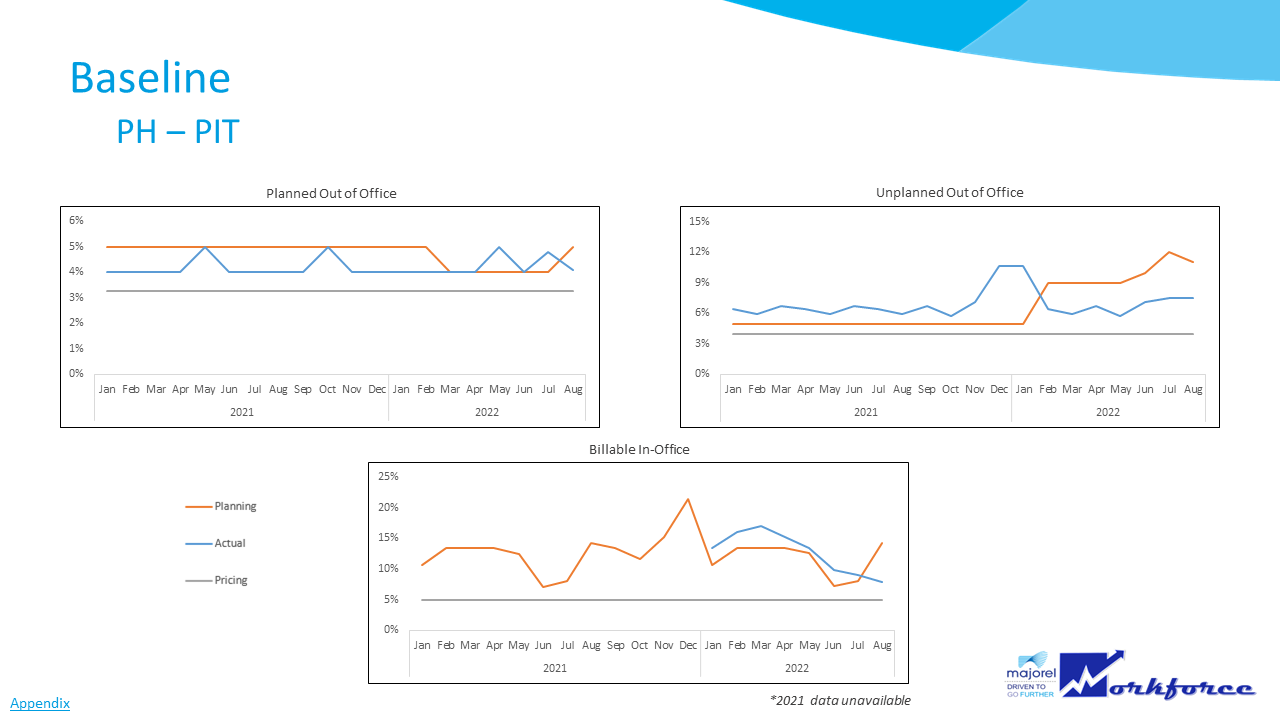 Baseline
PH – PIT
Planned Out of Office
6%
5%
4%
3%
2%
1%
0%
Jan Feb Mar Apr May Jun Jul Aug Sep Oct Nov Dec Jan Feb Mar Apr May Jun Jul Aug
2021 2022
Unplanned Out of Office
15%
12%
9%
6%
3%
0%
Jan Feb Mar Apr May Jun Jul Aug Sep Oct Nov Dec Jan Feb Mar Apr May Jun Jul Aug
2021 2022
Planning
Actual
Pricing
Billable In-Office
25%
20%
15%
10%
5%
0%
Jan Feb Mar Apr May Jun Jul Aug Sep Oct Nov Dec Jan Feb Mar Apr May Jun Jul Aug
2021 2022
*2021 data unavailable
Appendix
majorel
DRIVEN TO
GO FURTHER
Workforce